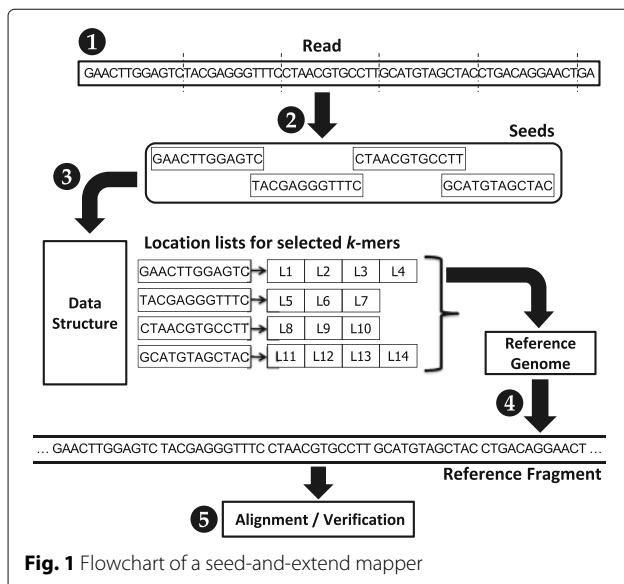 1 Read
GAACTTGGAGTCTACGAGGGTTTCCTAACGTGCCTTGCATGTAGCTACCTGACAGGAACTGA
2
Seeds
GAACTTGGAGTC CTAACGTGCCTT
TACGAGGGTTTC GCATGTAGCTAC
3
Data Structure
Location lists for selected k-mers
GAACTTGGAGTC L1 L2 L3 L4
TACGAGGGTTTC L5 L6 L7
CTAACGTGCCTT L8 L9 L10
GCATGTAGCTAC L11 L12 L13 L14
Reference Genome
4
... GAACTTGGAGTC TACGAGGGTTTC CTAACGTGCCTT GCATGTAGCTAC CTGACAGGAACT ...
Reference Fragment
5 Alignment / Verification
Fig. 1 Flowchart of a seed-and-extend mapper